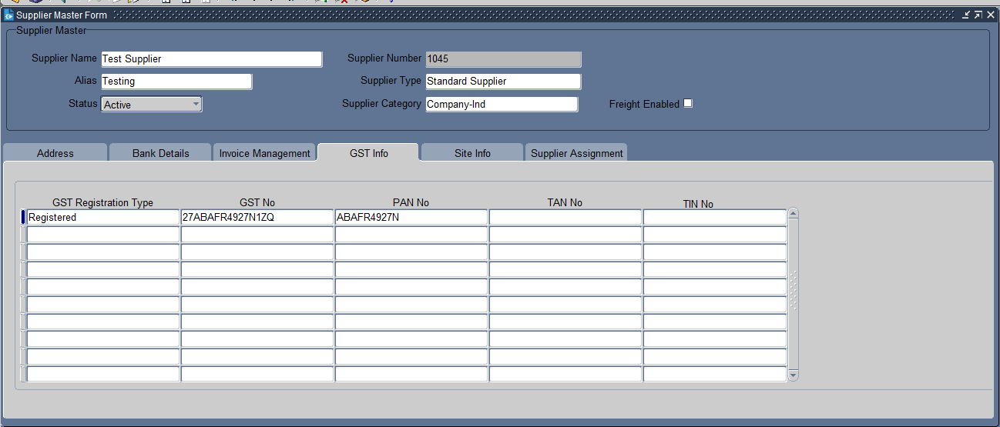 Supplier Master Form
Supplier Master
Supplier Name Test Supplier Supplier Number 1045
Alias Testing Supplier Type Standard Supplier
Status Active Supplier Category Company-Ind Freight Enabled
Address Bank Details Invoice Management GST Info Site Info Supplier Assignment
GST Registration Type GST No PAN No TAN No TIN No
Registered 27ABAFR4927N1ZQ ABAFR4927N